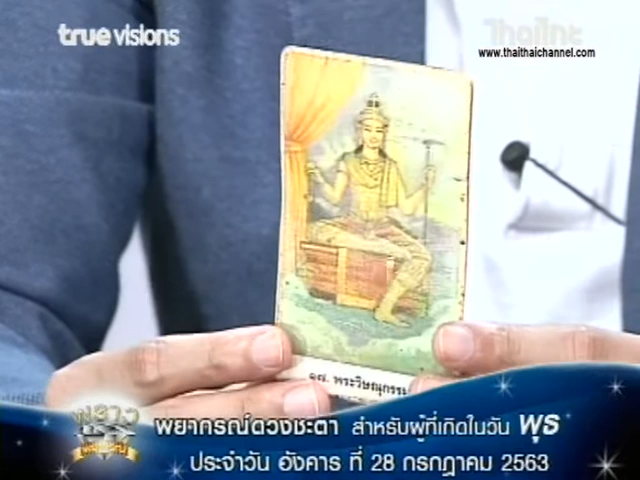 true visions
ThaiThai
www.thaithaichannel.com
๑๗. พระวิษณุกรรม
พยากรณ์ดวงชะตา สำหรับผู้ที่เกิดในวัน พุธ
ประจำวัน อังคาร ที่ 28 กรกฎาคม 2563